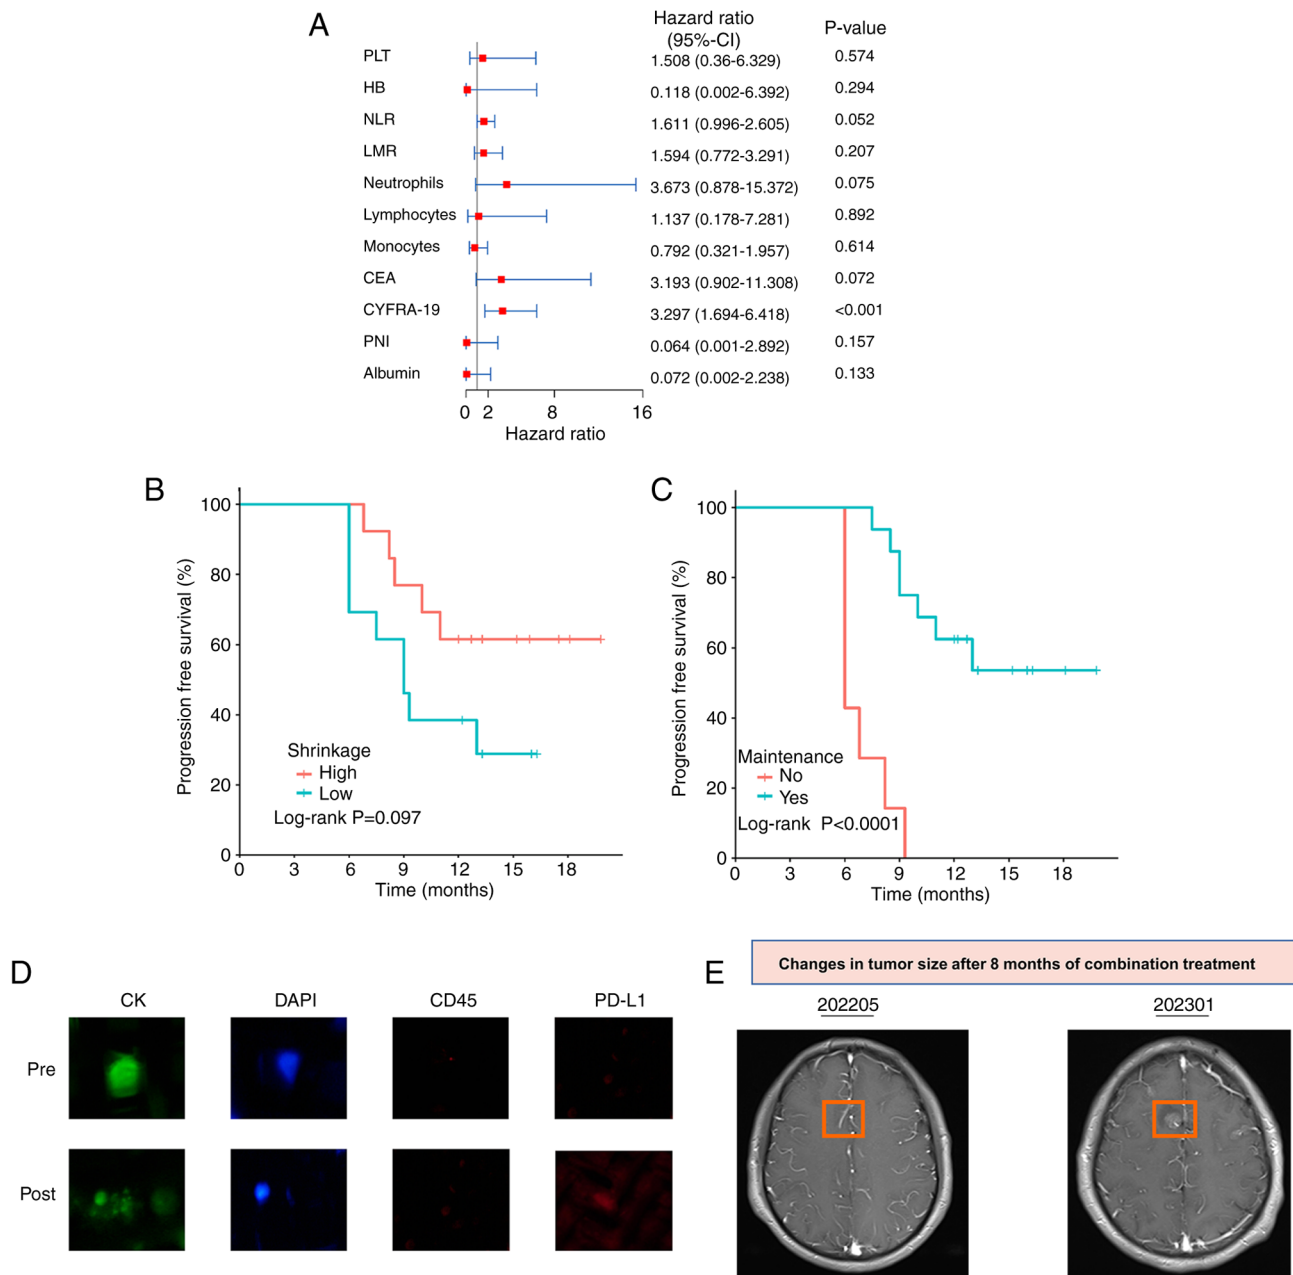 A
Hazard ratio
(95%-CI)
P-value
PLT 1.508 (0.36-6.329) 0.574
HB 0.118 (0.002-6.392) 0.294
NLR 1.611 (0.996-2.605) 0.052
LMR 1.594 (0.772-3.291) 0.207
Neutrophils 3.673 (0.878-15.372) 0.075
Lymphocytes 1.137 (0.178-7.281) 0.892
Monocytes 0.792 (0.321-1.957) 0.614
CEA 3.193 (0.902-11.308) 0.072
CYFRA-19 3.297 (1.694-6.418) <0.001
PNI 0.064 (0.001-2.892) 0.157
Albumin 0.072 (0.002-2.238) 0.133
0 2 8 16
Hazard ratio
B
Progression free survival (%)
100
80
60
40
20
0
Shrinkage
High
Low
Log-rank P=0.097
0 3 6 9 12 15 18
Time (months)
C
Progression free survival (%)
100
80
60
40
20
0
Maintenance
No
Yes
Log-rank P<0.0001
0 3 6 9 12 15 18
Time (months)
D
CK DAPI CD45 PD-L1
Pre
Post
E
Changes in tumor size after 8 months of combination treatment
202205 202301